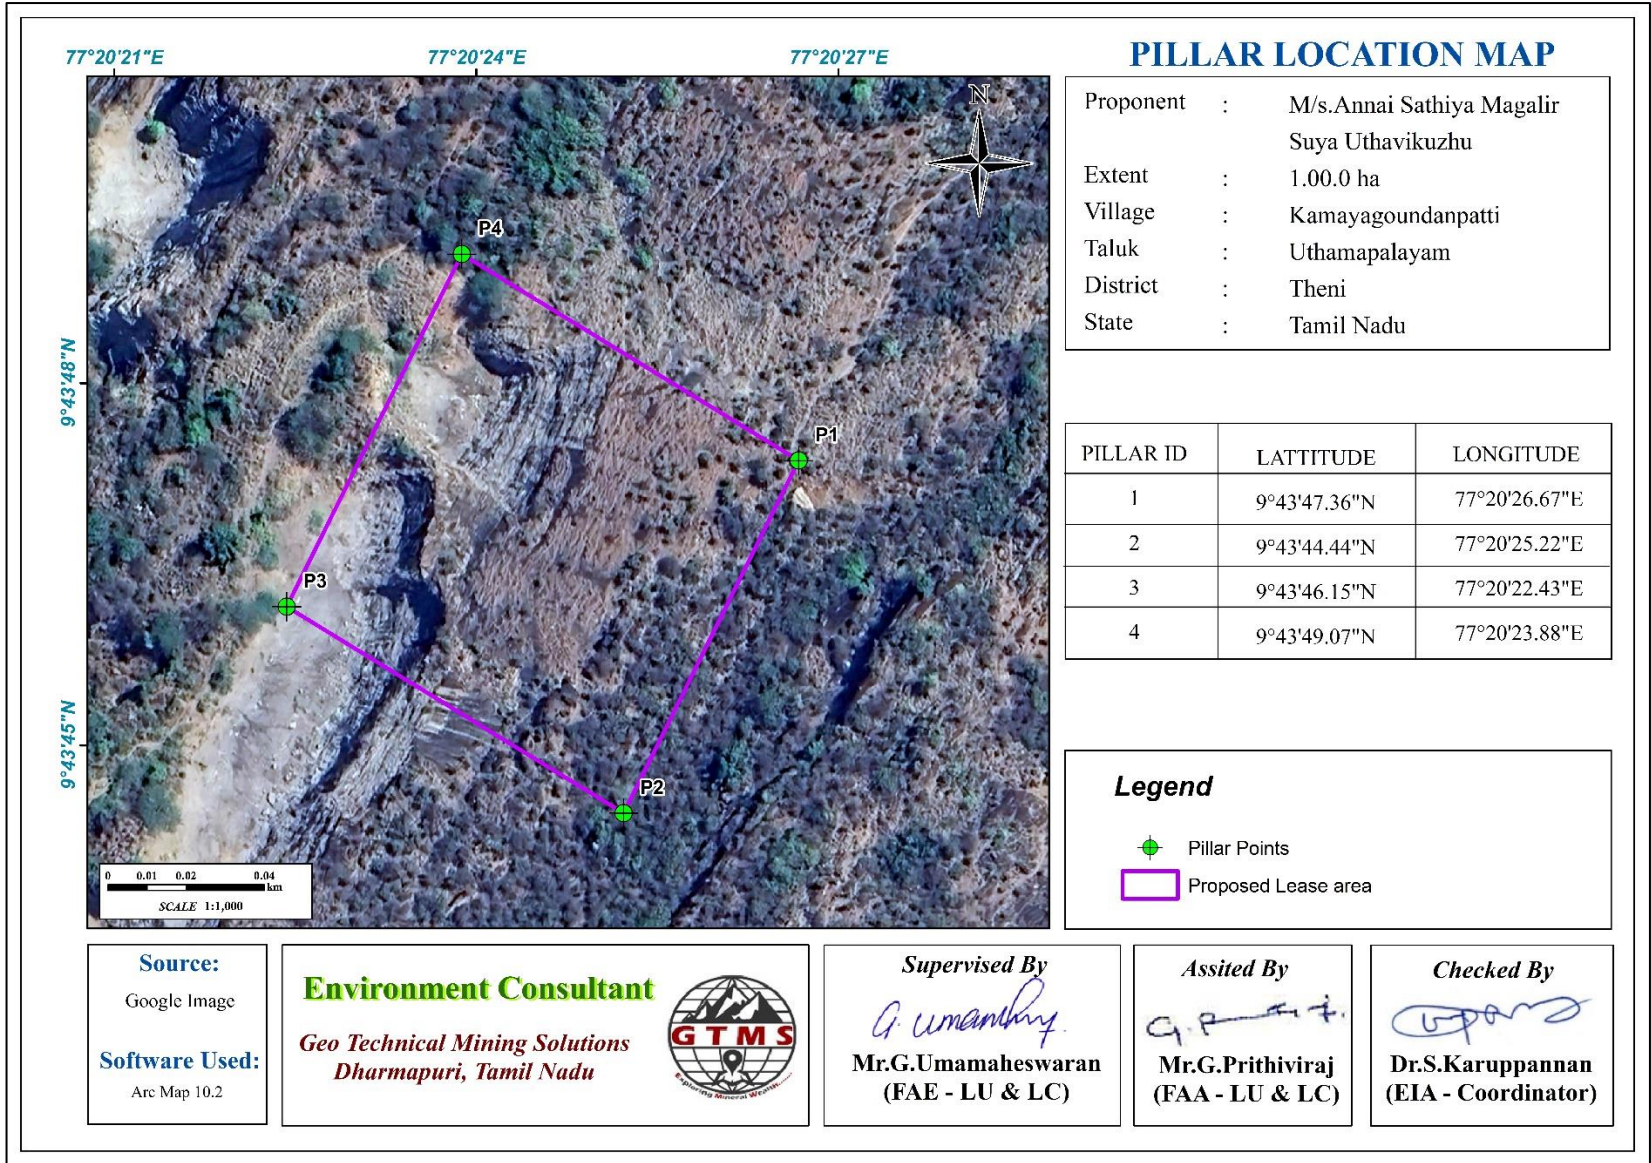 PILLAR LOCATION MAP
77°20'21"E 77°20'24"E 77°20'27"E
9°43'48"N
9°43'45"N
N
P4
P1
P3
P2
0 0.01 0.02 0.04
km
SCALE 1:1,000
Proponent : M/s.Annai Sathiya Magalir
Suya Uthavikuzhu
Extent : 1.00.0 ha
Village : Kamayagoundanpatti
Taluk : Uthamapalayam
District : Theni
State : Tamil Nadu
PILLAR ID LATTITUDE LONGITUDE
1 9°43'47.36"N 77°20'26.67"E
2 9°43'44.44"N 77°20'25.22"E
3 9°43'46.15"N 77°20'22.43"E
4 9°43'49.07"N 77°20'23.88"E
Legend
Pillar Points
Proposed Lease area
Source:
Google Image
Software Used:
Arc Map 10.2
Environment Consultant
Geo Technical Mining Solutions
Dharmapuri, Tamil Nadu
GTMS
Exploring Mineral Wealth......
Supervised By
G. Umamhny.
Mr.G.Umamaheswaran
(FAE - LU & LC)
Assited By
Mr.G.Prithiviraj
(FAA - LU & LC)
Checked By
Dr.S.Karuppannan
(EIA - Coordinator)